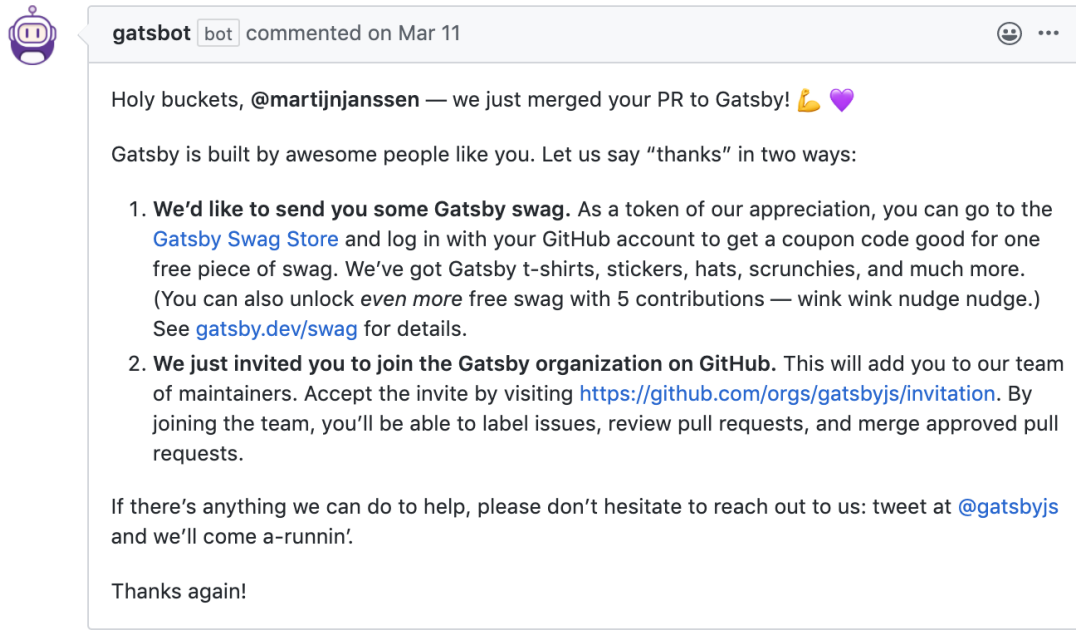 gatsbot bot commented on Mar 11
Holy buckets, @martijnjanssen — we just merged your PR to Gatsby! 💪 💜
Gatsby is built by awesome people like you. Let us say “thanks” in two ways:
1. We’d like to send you some Gatsby swag. As a token of our appreciation, you can go to the
Gatsby Swag Store and log in with your GitHub account to get a coupon code good for one
free piece of swag. We’ve got Gatsby t-shirts, stickers, hats, scrunchies, and much more.
(You can also unlock even more free swag with 5 contributions — wink wink nudge nudge.)
See gatsby.dev/swag for details.
2. We just invited you to join the Gatsby organization on GitHub. This will add you to our team
of maintainers. Accept the invite by visiting https://github.com/orgs/gatsbyjs/invitation. By
joining the team, you’ll be able to label issues, review pull requests, and merge approved pull
requests.
If there’s anything we can do to help, please don’t hesitate to reach out to us: tweet at @gatsbyjs
and we’ll come a-runnin’.
Thanks again!